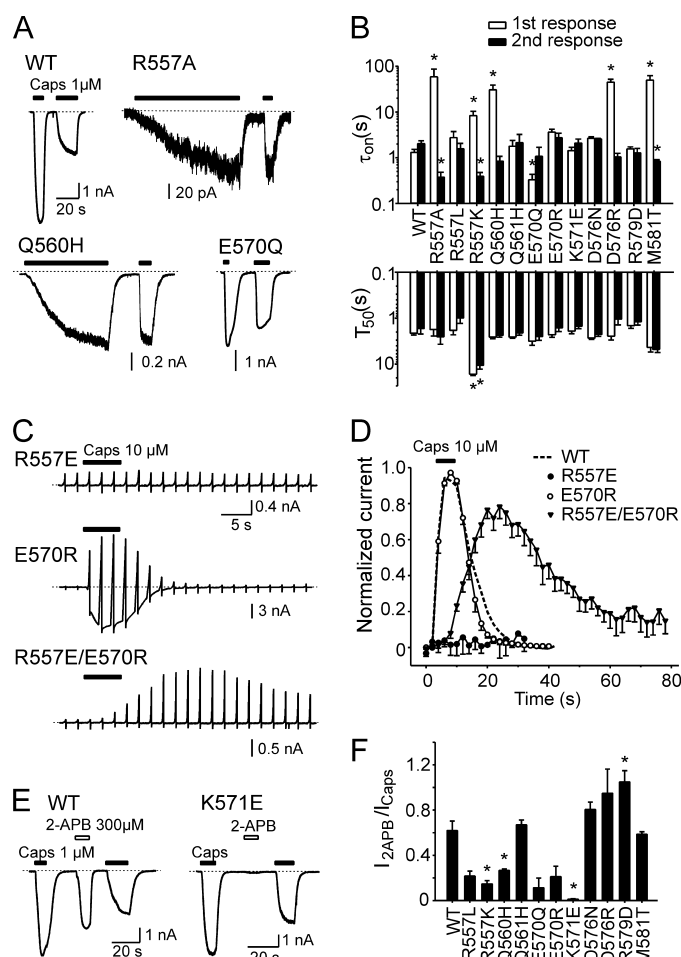 A
WT
R557A
Caps 1μM
1 nA
20 s
20 pA
Q560H
E570Q
0.2 nA
1 nA
B
1st response
2nd response
τon(s)
100
10
1
0.1
* * * * * * * * *
WT
R557A
R557L
R557K
Q560H
Q561H
E570Q
E570R
K571E
D576N
D576R
R579D
M581T
T50(s)
0.1
1
10
* *
C
R557E
Caps 10 μM
0.4 nA
5 s
E570R
3 nA
R557E/E570R
0.5 nA
D
Caps 10 μM
WT
R557E
E570R
R557E/E570R
Normalized current
1.0
0.8
0.6
0.4
0.2
0
0 20 40 60 80
Time (s)
E
WT
K571E
2-APB 300μM
2-APB
Caps 1 μM
Caps
1 nA
20 s
1 nA
20 s
F
I2APB/ICaps
1.2
0.8
0.4
0
* * * *
WT
R557L
R557K
Q560H
Q561H
E570Q
E570R
K571E
D576N
D576R
R579D
M581T